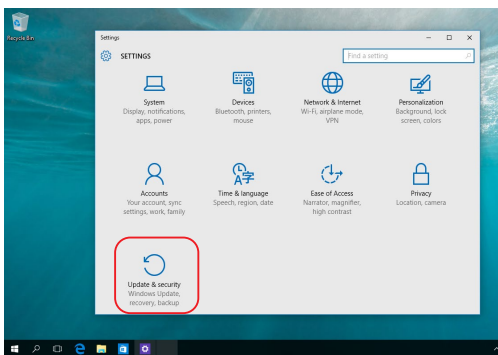 Recycle Bin
Settings
SETTINGS
Find a setting
System
Display, notifications,
apps, power
Devices
Bluetooth, printers,
mouse
Network & Internet
Wi-Fi, airplane mode,
VPN
Personalization
Background, lock
screen, colors
Accounts
Your account, sync
settings, work, family
Time & language
Speech, region, date
Ease of Access
Narrator, magnifier,
high contrast
Privacy
Location, camera
Update & security
Windows Update,
recovery, backup